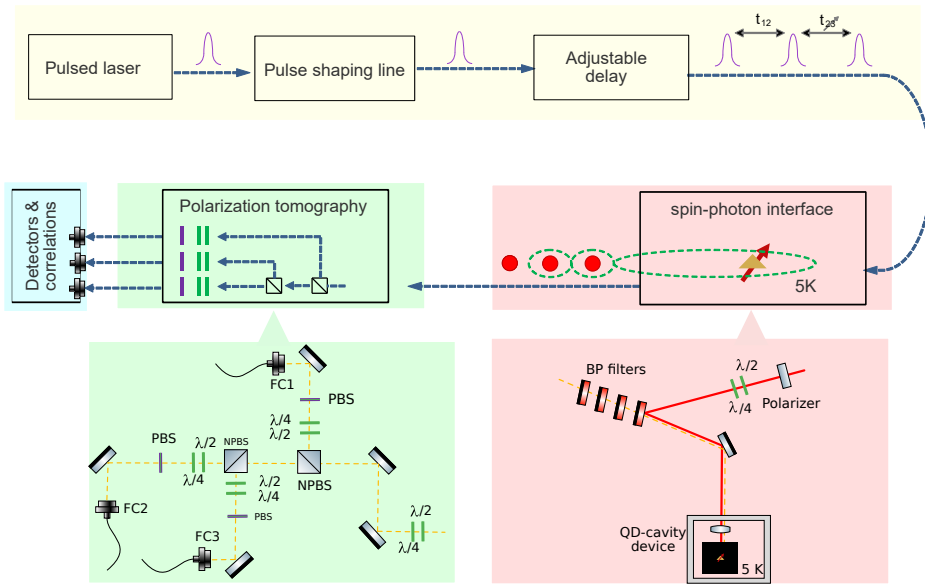 Pulsed laser
Pulse shaping line
Adjustable
delay
t12
t23
Detectors &
correlations
Polarization tomography
spin-photon interface
5K
FC1
PBS
λ/4
λ/2
NPBS
PBS
λ/2
λ/4
NPBS
λ/2
λ/4
PBS
FC2
FC3
λ/2
λ/4
BP filters
λ/2
λ/4
Polarizer
QD-cavity
device
5 K